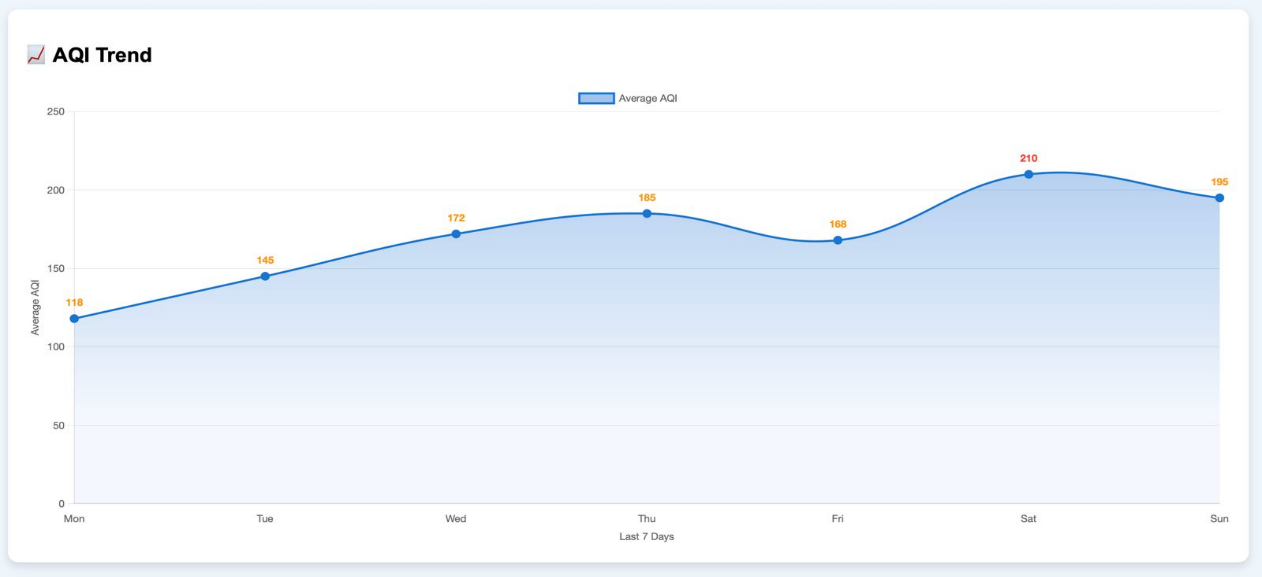 📈 AQI Trend
Average AQI
250
200
150
100
50
0
Average AQI
118
145
172
185
168
210
195
Mon Tue Wed Thu Fri Sat Sun
Last 7 Days